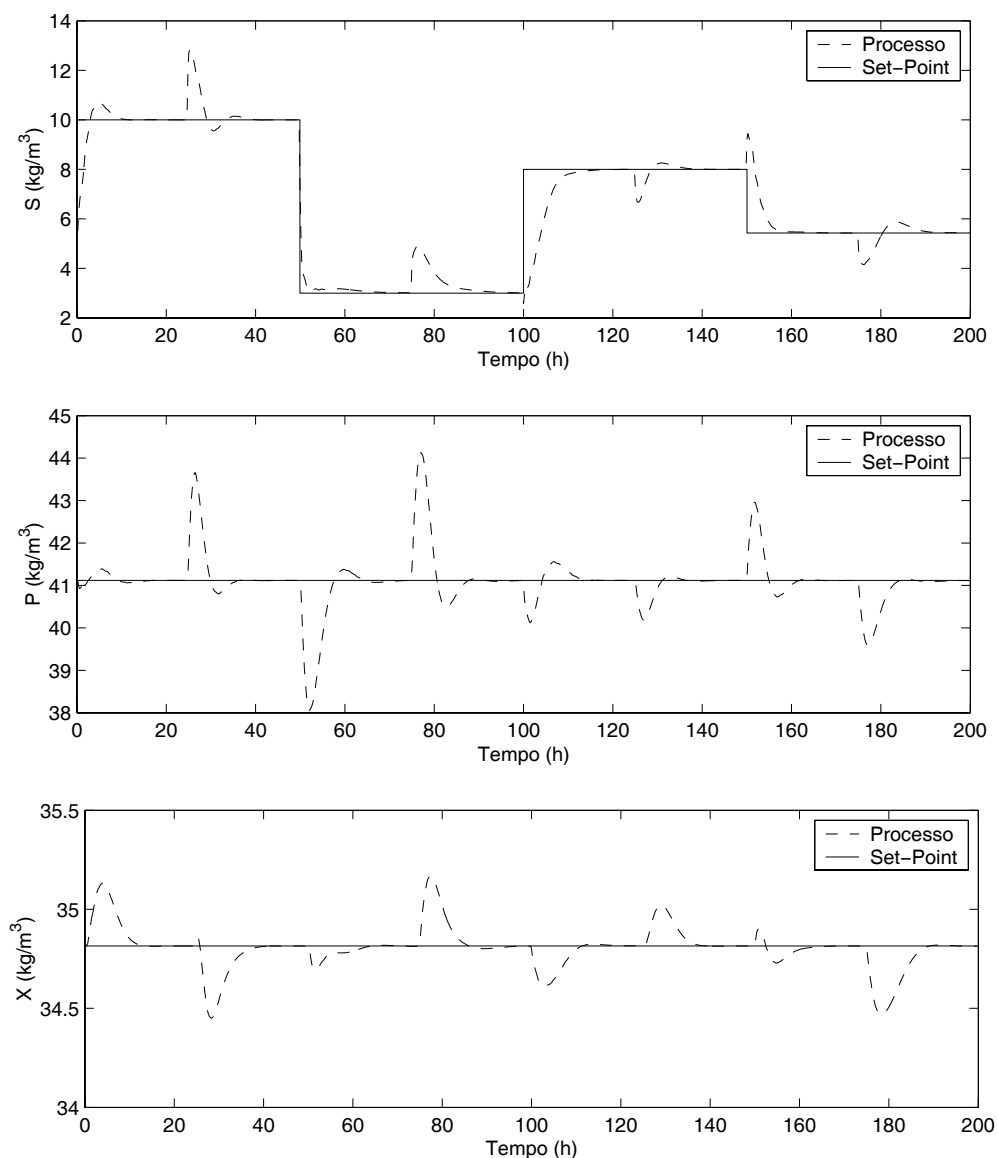 14
12
10
8
6
4
2
S (kg/m3)
Processo
Set-Point
0 20 40 60 80 100 120 140 160 180 200
Tempo (h)
45
44
43
42
41
40
39
38
P (kg/m3)
Processo
Set-Point
0 20 40 60 80 100 120 140 160 180 200
Tempo (h)
35.5
35
34.5
34
X (kg/m3)
Processo
Set-Point
0 20 40 60 80 100 120 140 160 180 200
Tempo (h)